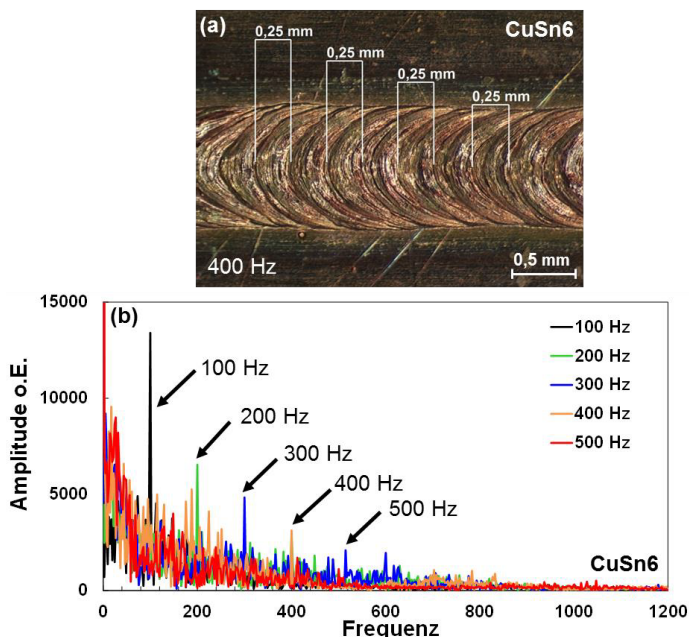 (a)
CuSn6
0,25 mm
0,25 mm
0,25 mm
0,25 mm
400 Hz
0,5 mm
(b)
15000
10000
5000
0
Amplitude o.E.
100 Hz
200 Hz
300 Hz
400 Hz
500 Hz
100 Hz
200 Hz
300 Hz
400 Hz
500 Hz
CuSn6
0
200
400
600
800
1000
1200
Frequenz